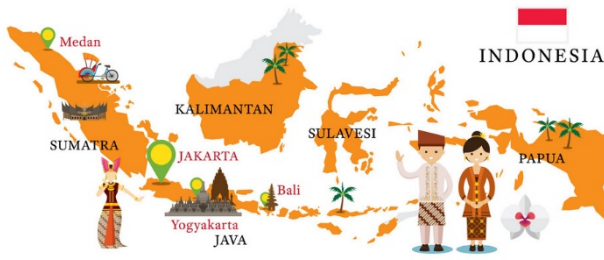 Medan
INDONESIA
KALIMANTAN
SULAVESI
SUMATRA
JAKARTA
PAPUA
Bali
Yogyakarta
JAVA